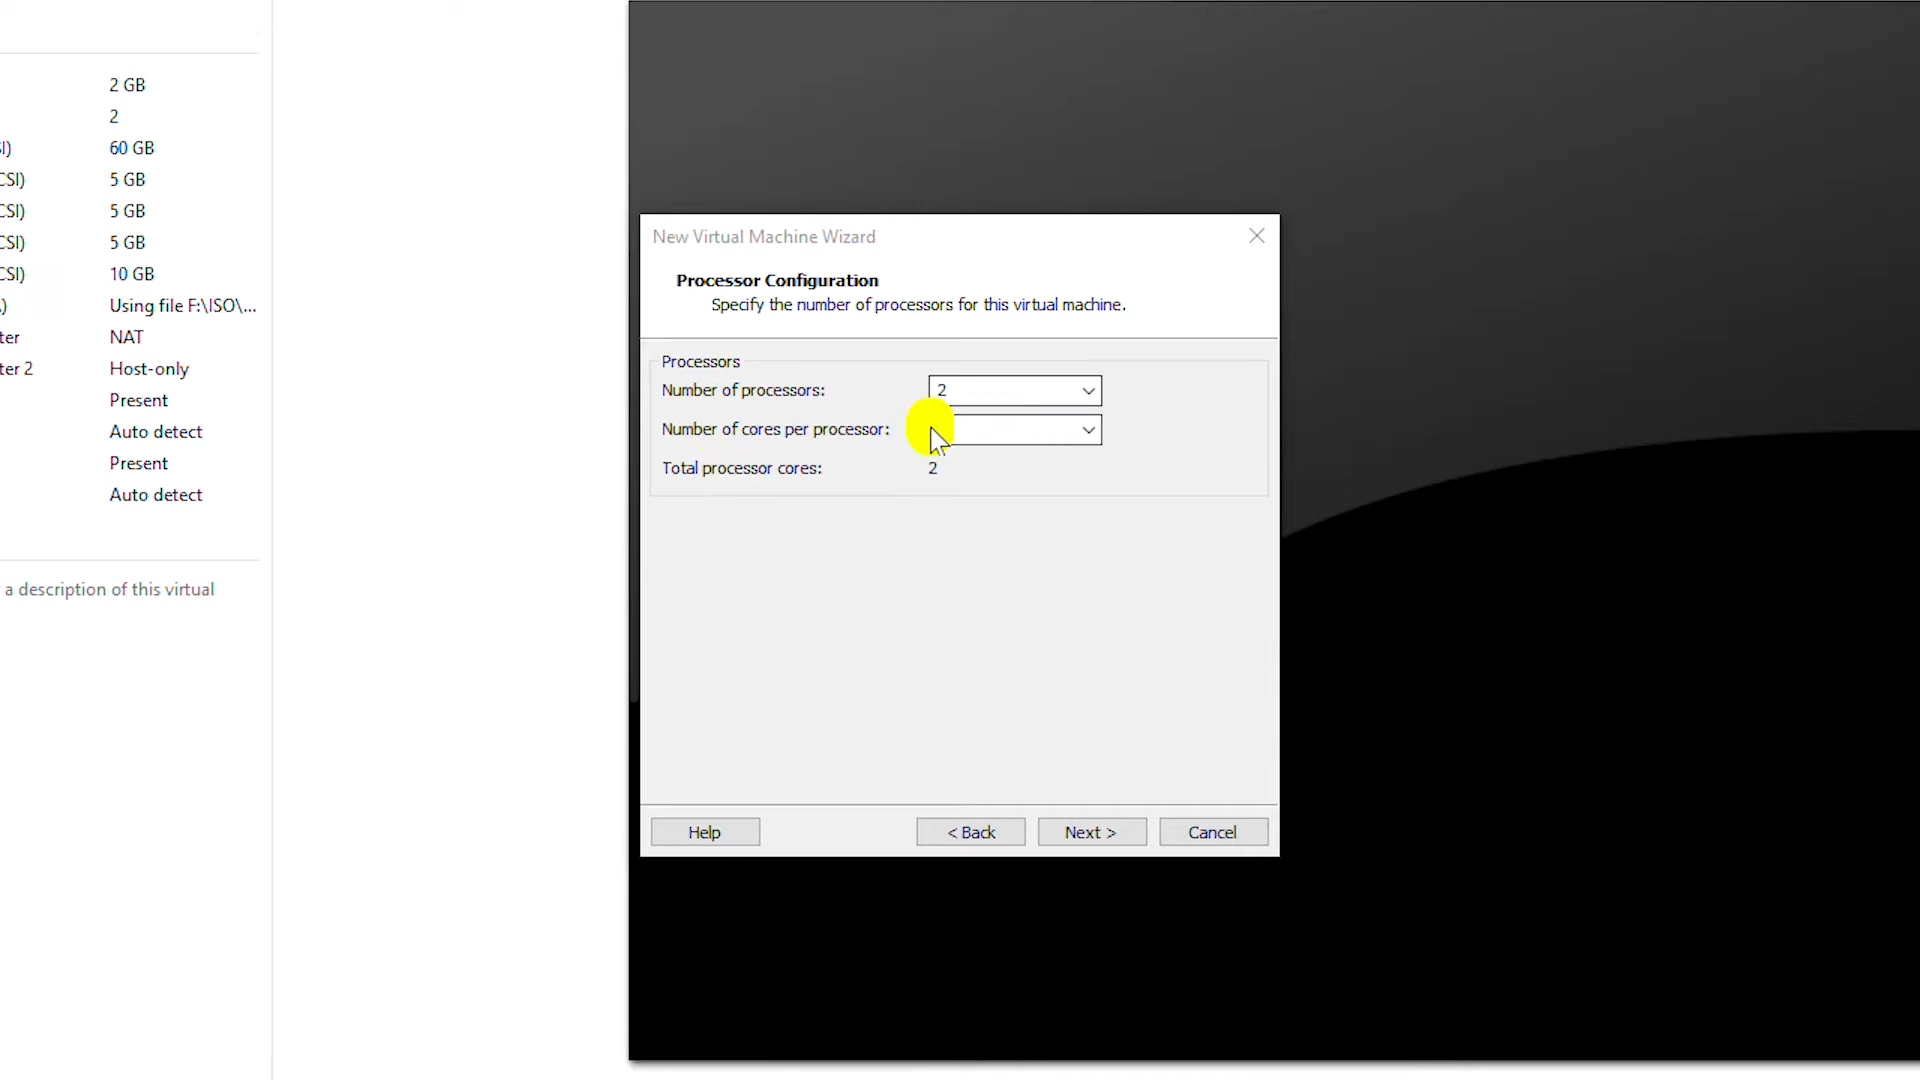 2 GB
2
SI) 60 GB
CSI) 5 GB
CSI) 5 GB
CSI) 5 GB
CSI) 10 GB
) Using file F:\ISO\...
ter NAT
ter 2 Host-only
Present
Auto detect
Present
Auto detect
a description of this virtual
New Virtual Machine Wizard
Processor Configuration
Specify the number of processors for this virtual machine.
Processors
Number of processors: 2
Number of cores per processor:
Total processor cores: 2
Help
< Back
Next >
Cancel